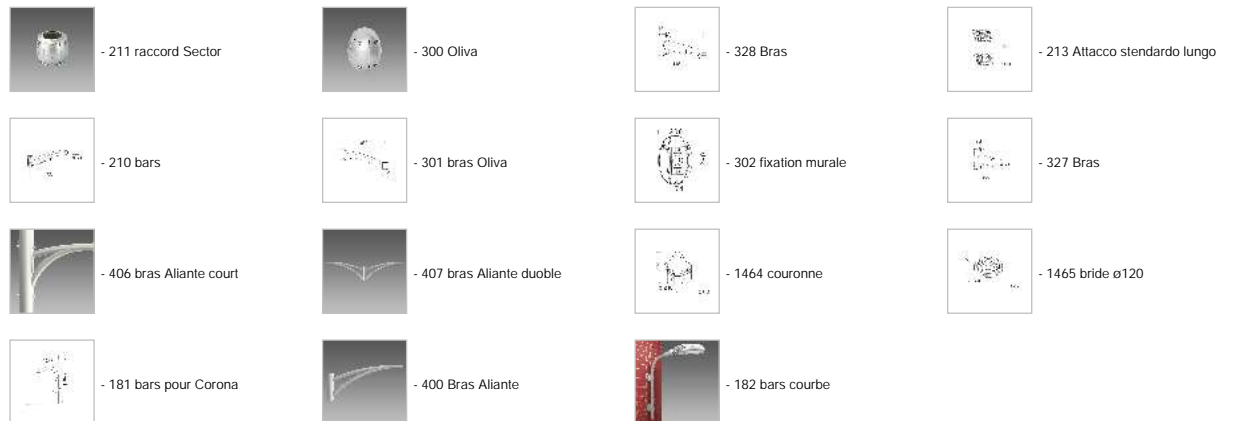 - 211 raccord Sector
- 300 Oliva
- 328 Bras
- 213 Attacco stendardo lungo
- 210 bars
- 301 bras Oliva
- 302 fixation murale
- 327 Bras
- 406 bras Aliante court
- 407 bras Aliante duoble
- 1464 couronne
- 1465 bride ø120
- 181 bars pour Corona
- 400 Bras Aliante
- 182 bars courbe